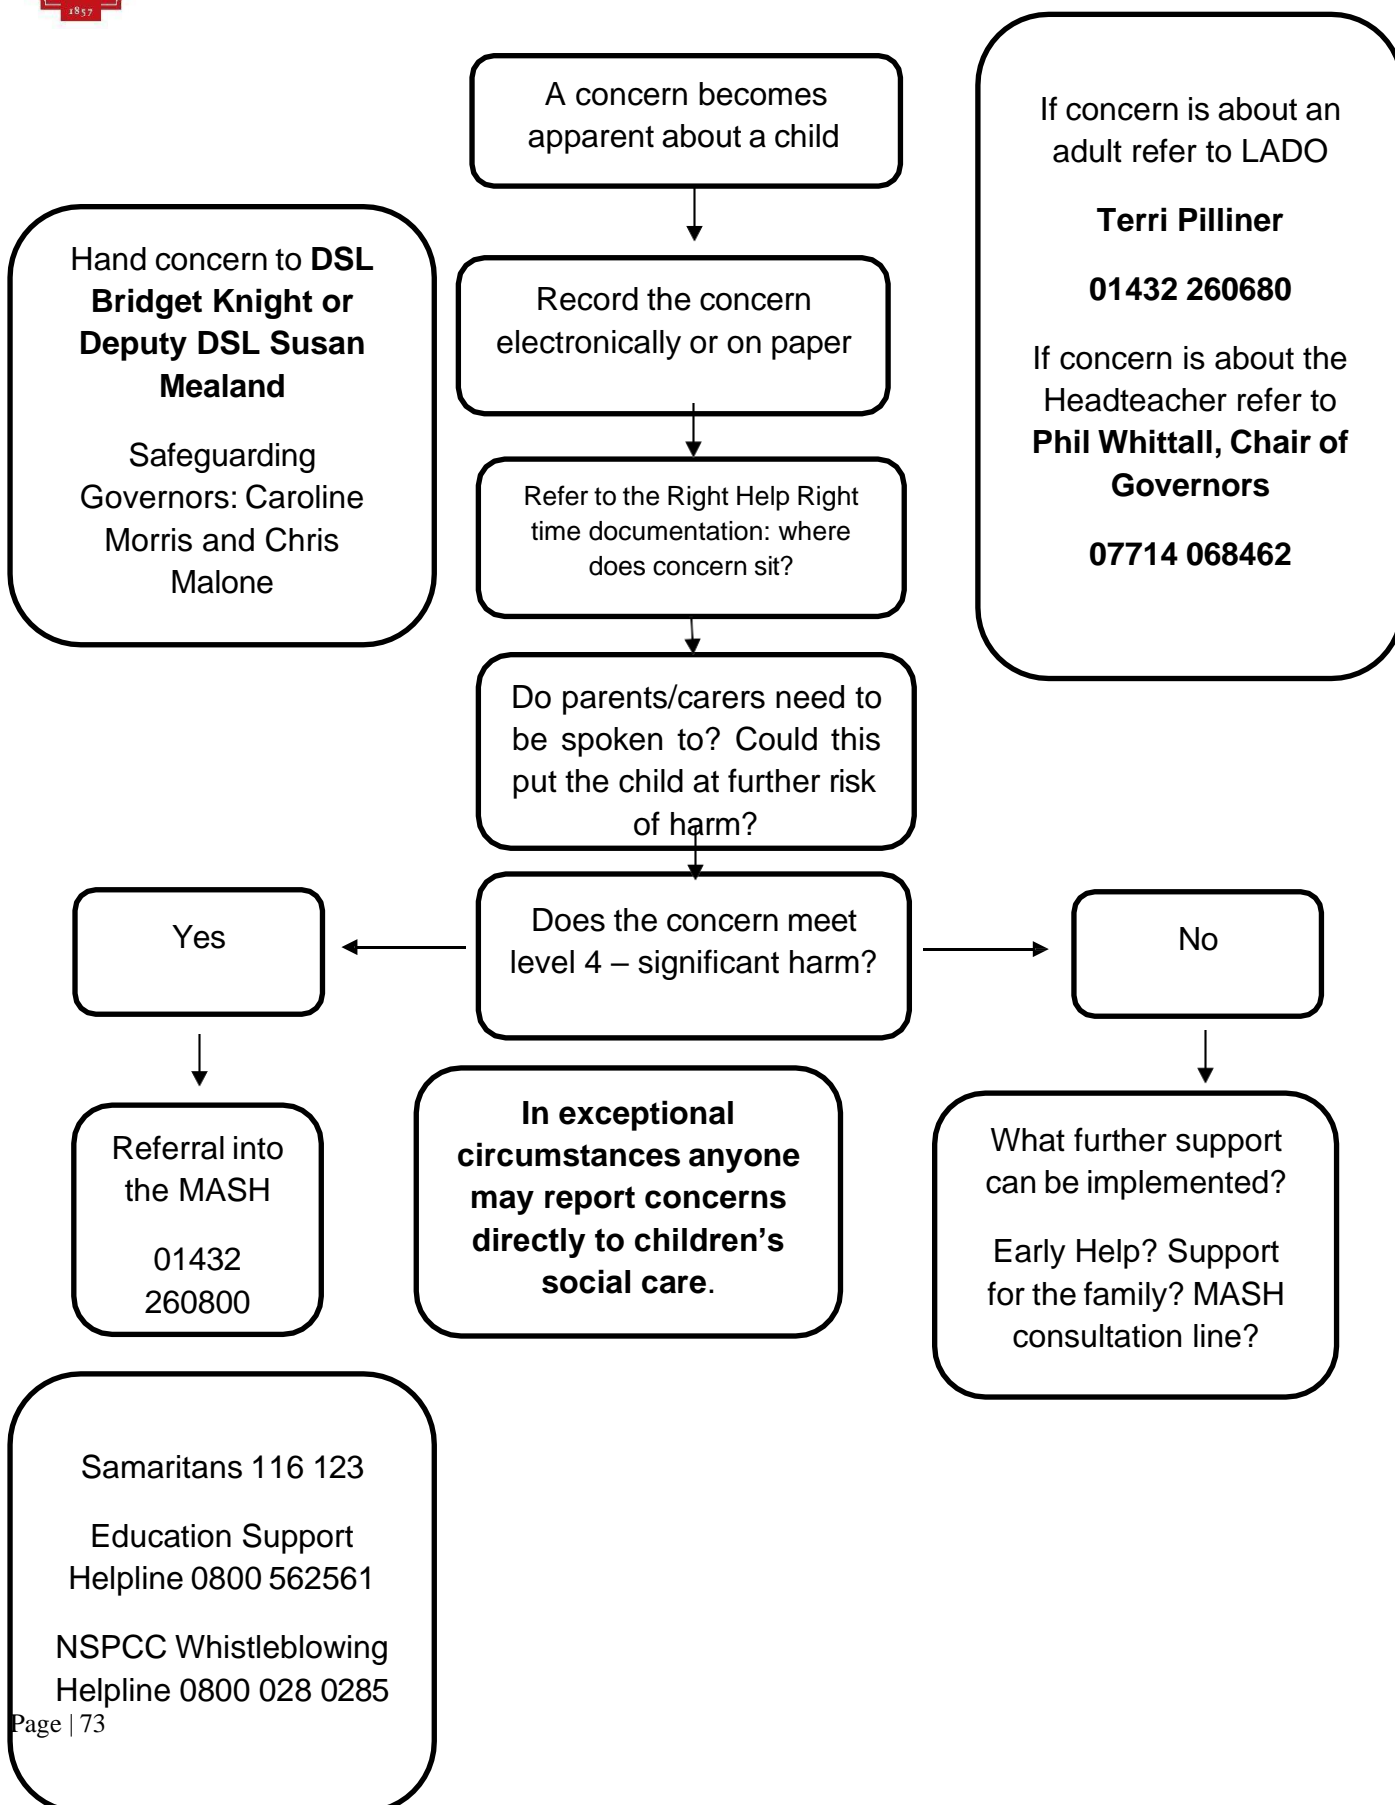 1857
A concern becomes
apparent about a child
If concern is about an
adult refer to LADO
Terri Pilliner
01432 260680
If concern is about the
Headteacher refer to
Phil Whittall, Chair of
Governors
07714 068462
Hand concern to DSL
Bridget Knight or
Deputy DSL Susan
Mealand
Safeguarding
Governors: Caroline
Morris and Chris
Malone
Record the concern
electronically or on paper
Refer to the Right Help Right
time documentation: where
does concern sit?
Do parents/carers need to
be spoken to? Could this
put the child at further risk
of harm?
Does the concern meet
level 4 – significant harm?
Yes
No
Referral into
the MASH
01432
260800
In exceptional
circumstances anyone
may report concerns
directly to children’s
social care.
What further support
can be implemented?
Early Help? Support
for the family? MASH
consultation line?
Samaritans 116 123
Education Support
Helpline 0800 562561
NSPCC Whistleblowing
Helpline 0800 028 0285
Page | 73